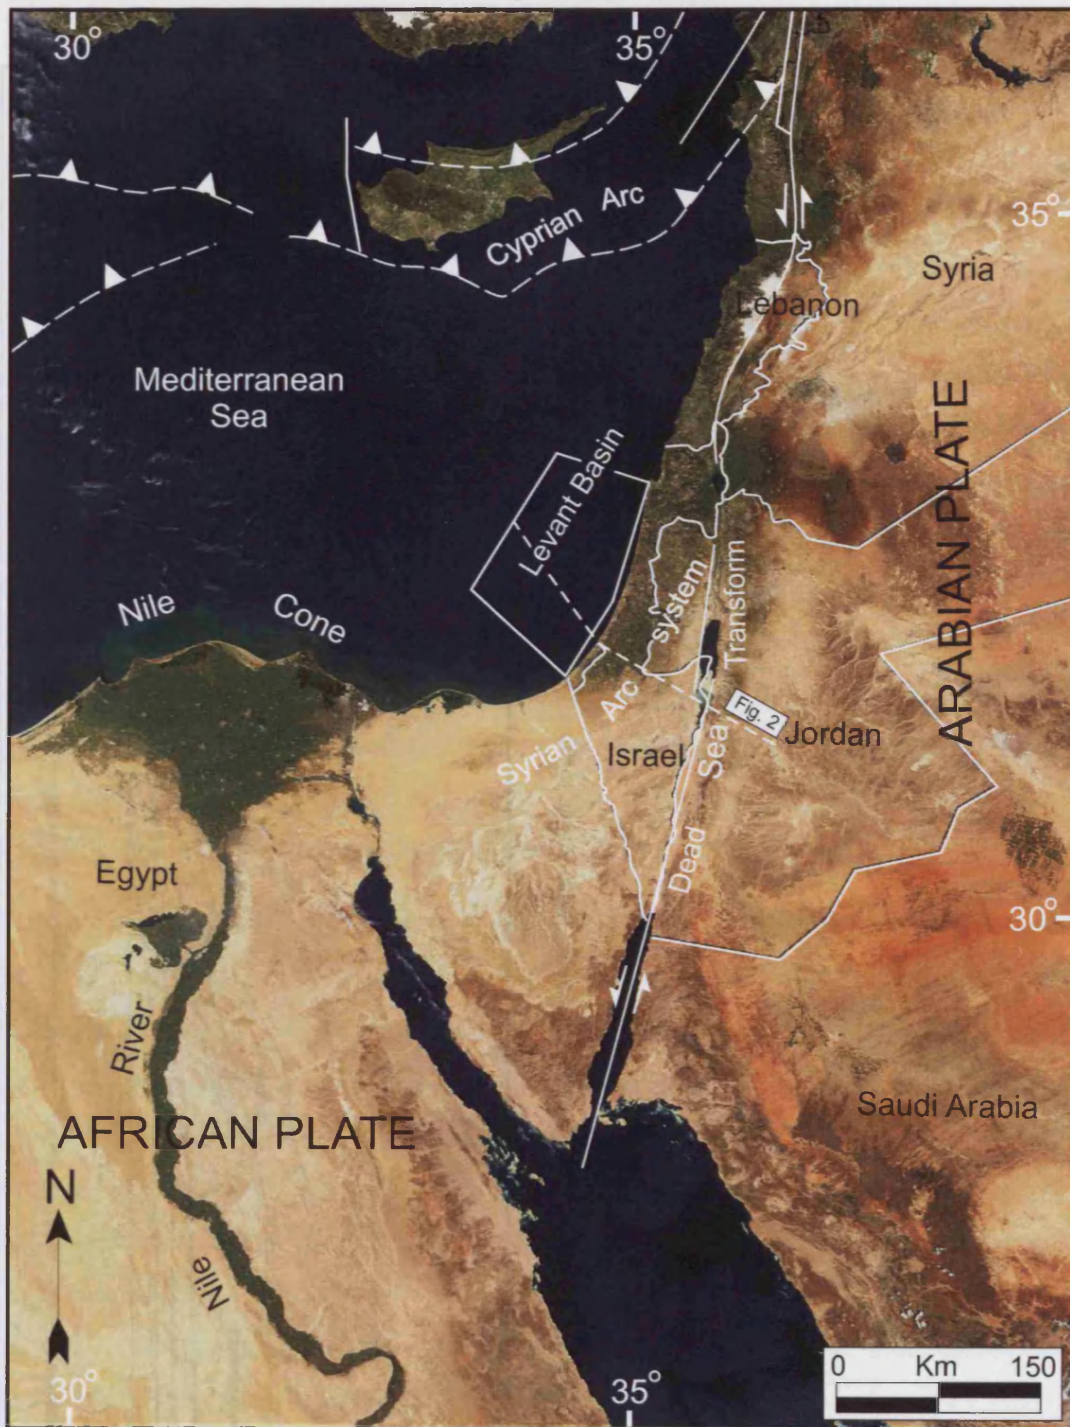 30°
35°
Cyprian Arc
35°
Syria
Lebanon
Mediterranean
Sea
ARABIAN PLATE
Levant Basin
Nile Cone
Syrian Arc system
Dead Sea Transform
Fig. 2
Jordan
Israel
Egypt
30°
River Nile
Saudi Arabia
AFRICAN PLATE
N
0 Km 150
30°
35°